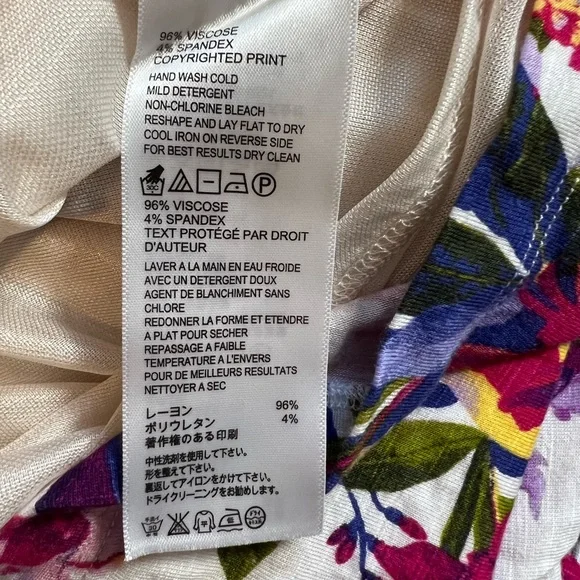 96% VISCOSE
4% SPANDEX
COPYRIGHTED PRINT
HAND WASH COLD
MILD DETERGENT
NON-CHLORINE BLEACH
RESHAPE AND LAY FLAT TO DRY
COOL IRON ON REVERSE SIDE
FOR BEST RESULTS DRY CLEAN
30C P
96% VISCOSE
4% SPANDEX
TEXT PROTÉGÉ PAR DROIT
D'AUTEUR
LAVER A LA MAIN EN EAU FROIDE
AVEC UN DETERGENT DOUX
AGENT DE BLANCHIMENT SANS
CHLORE
REDONNER LA FORME ET ETENDRE
A PLAT POUR SECHER
REPASSAGE A FAIBLE
TEMPERATURE A L'ENVERS
POUR DE MEILLEURS RESULTATS
NETTOYER A SEC
レーヨン 96%
ポリウレタン 4%
著作権のある印刷
中性洗剤を使用して下さい。
形を整えて下さい。
裏返してアイロンをかけて下さい。
ドライクリーニングをお勧めします。